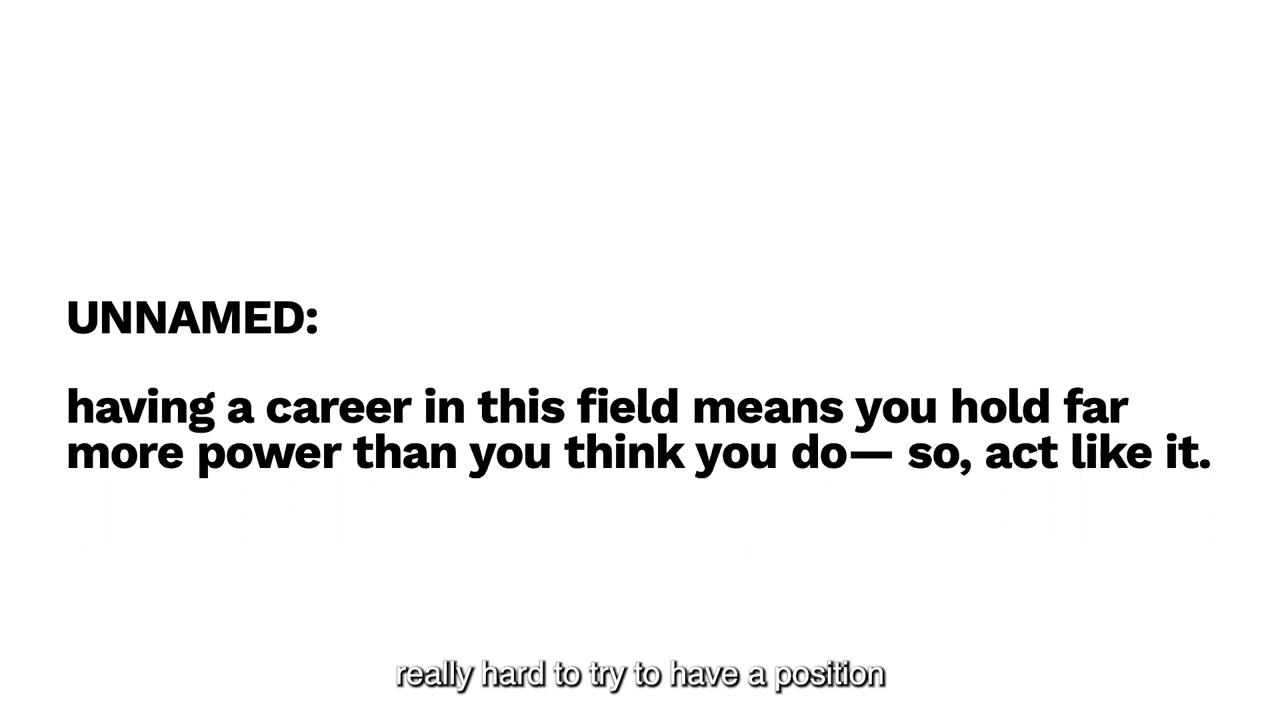 UNNAMED:
having a career in this field means you hold far
more power than you think you do— so, act like it.
really hard to try to have a position